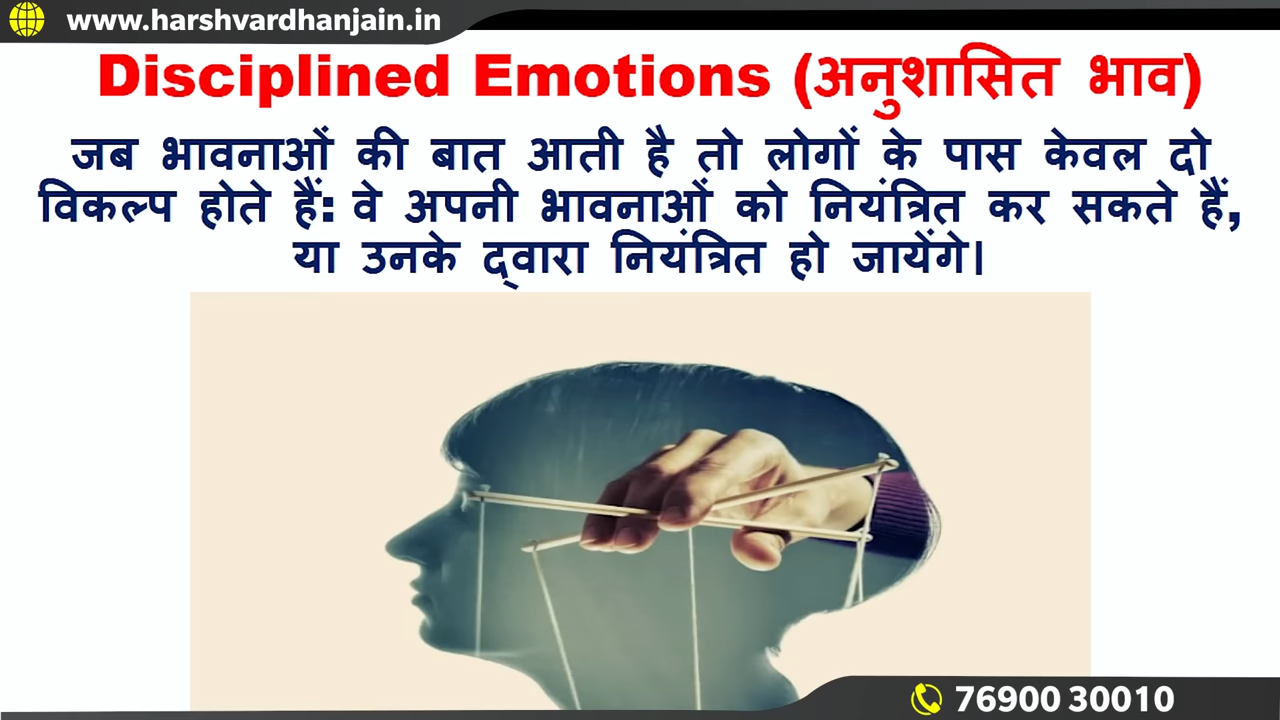 www.harshvardhanjain.in
Disciplined Emotions (अनुशासित भाव)
जब भावनाओं की बात आती है तो लोगों के पास केवल दो
विकल्प होते हैं: वे अपनी भावनाओं को नियंत्रित कर सकते हैं,
या उनके द्वारा नियंत्रित हो जायेंगे।
76900 30010